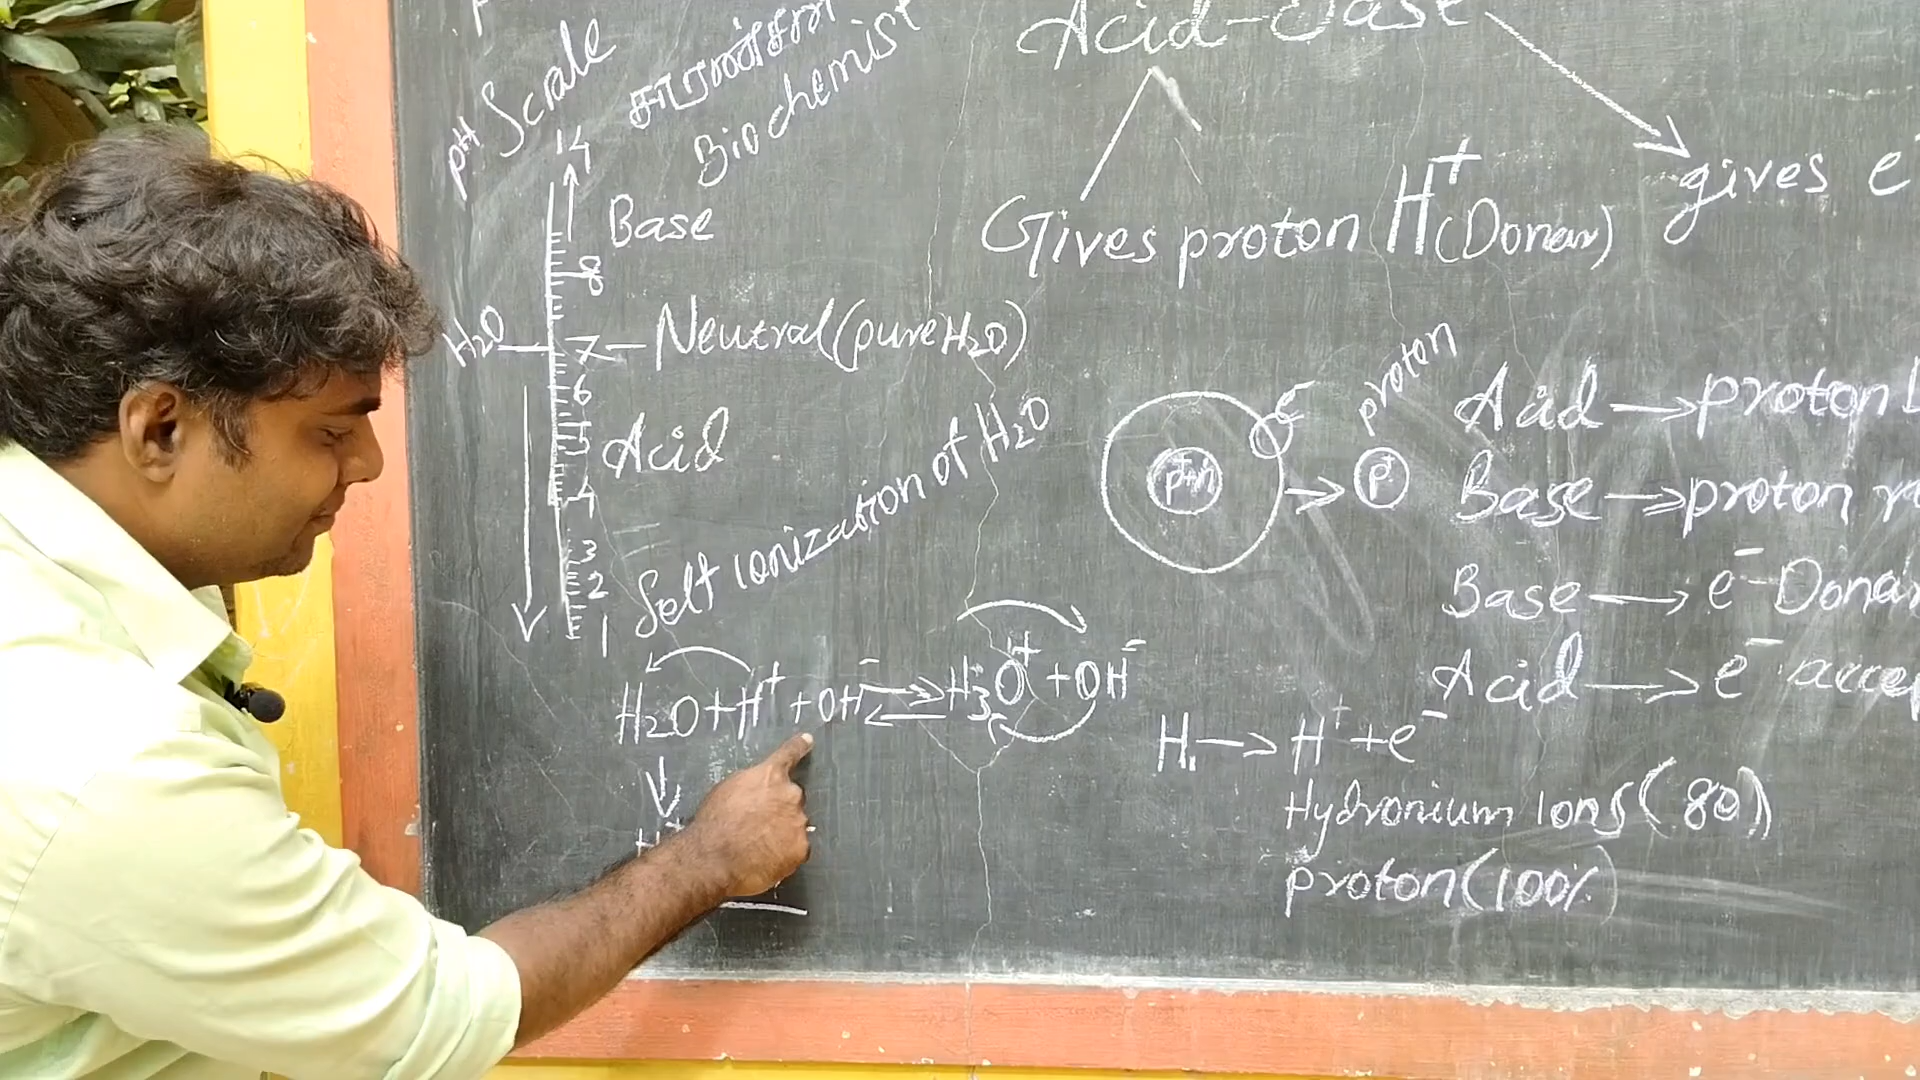 pH Scrale
Biochemist
Acid-Base
14
Base
8
H2O
7 — Neutral (pure H2O)
6
5
Acid
4
3
2
1
Gives proton H+ (Donar)
gives e
Self ionization of H2O
H2O + H+ + OH- ⇌ H3O+ + OH-
p+n
e-
proton
p+
Acid → proton
Base → proton
Base → e- Donar
Acid → e- acce
H → H+ + e-
Hydronium Ions (80)
proton (100%)